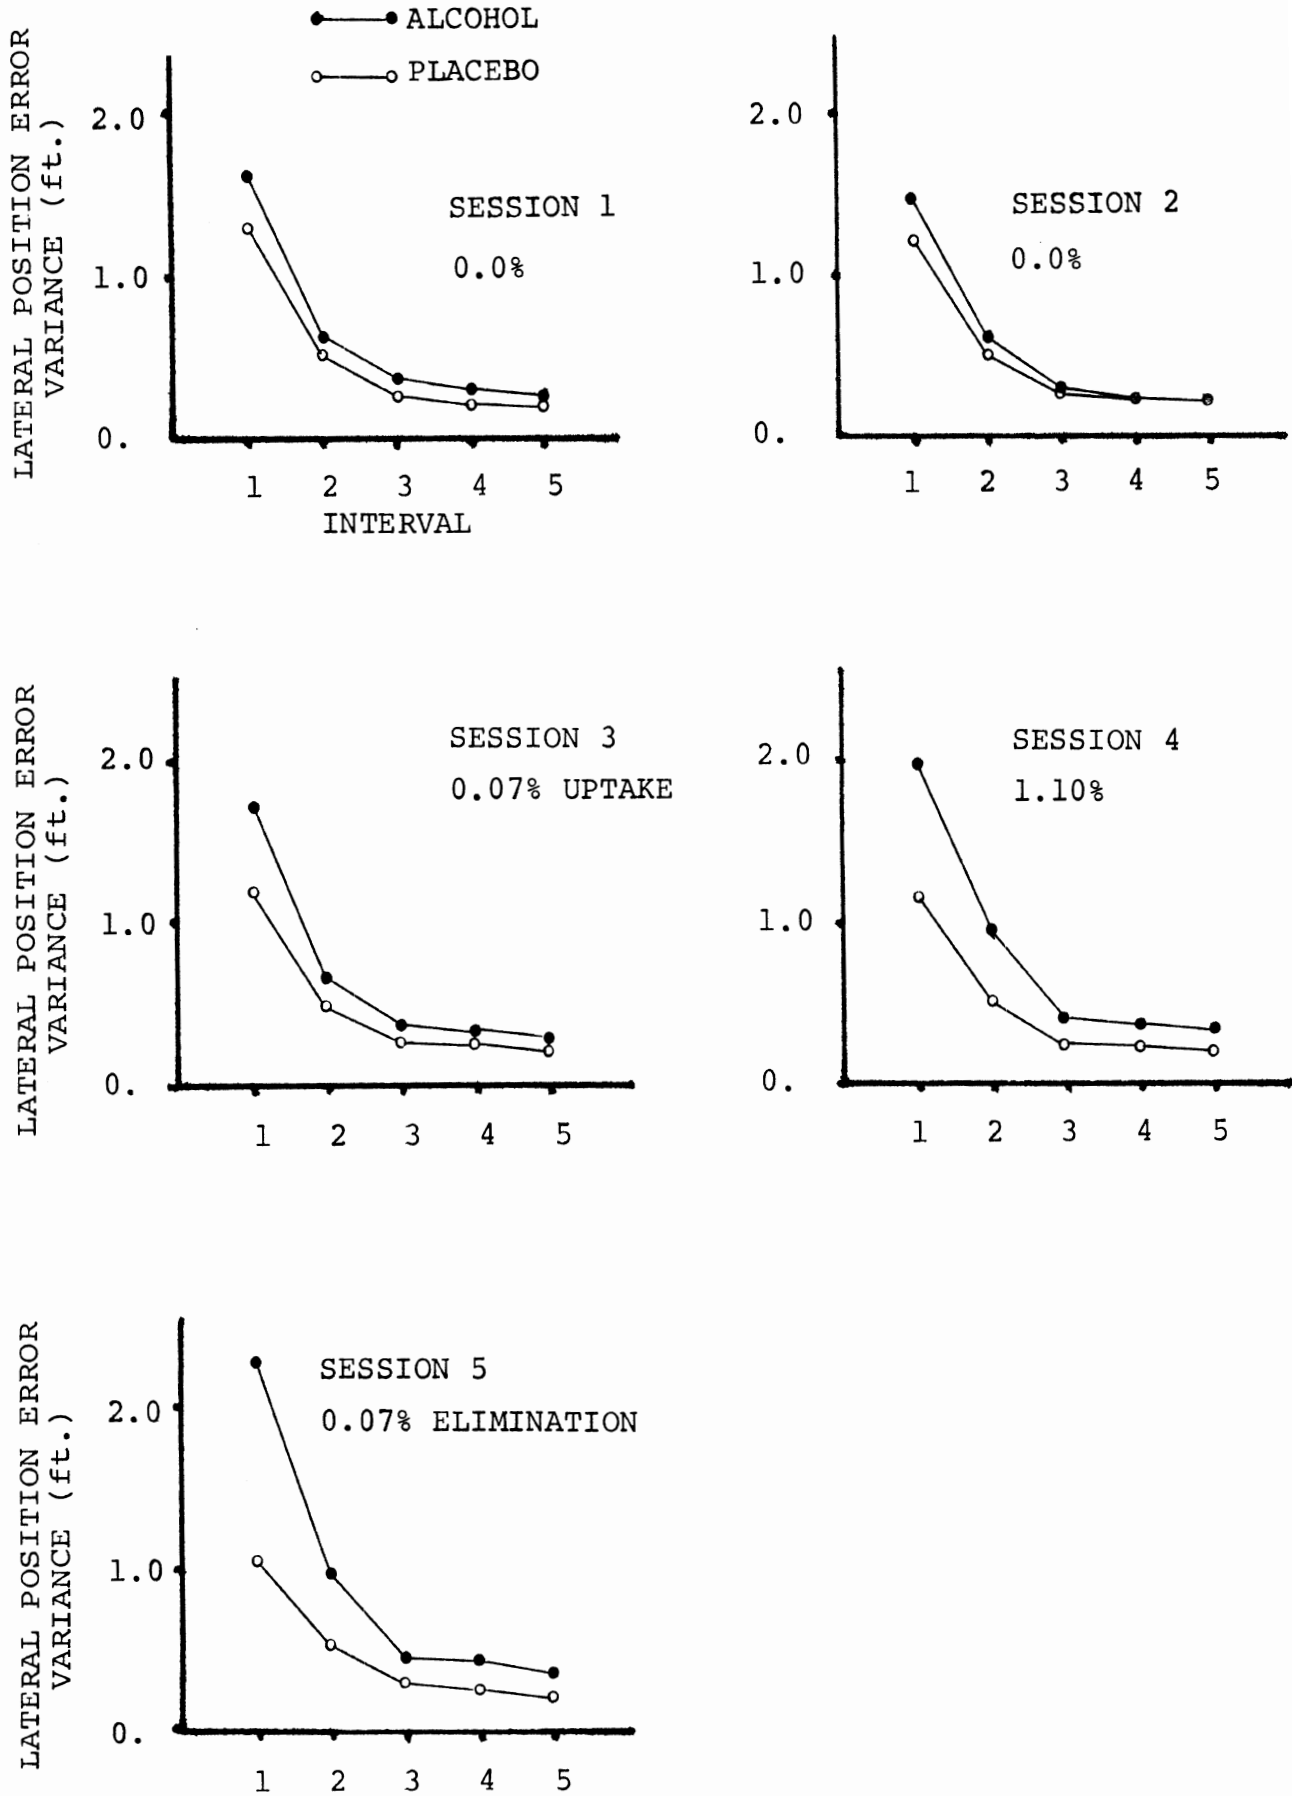 ALCOHOL
PLACEBO
LATERAL POSITION ERROR
VARIANCE (ft.)
2.0
1.0
0.
SESSION 1
0.0%
1 2 3 4 5
INTERVAL
2.0
1.0
0.
SESSION 2
0.0%
1 2 3 4 5
LATERAL POSITION ERROR
VARIANCE (ft.)
2.0
1.0
0.
SESSION 3
0.07% UPTAKE
1 2 3 4 5
2.0
1.0
0.
SESSION 4
1.10%
1 2 3 4 5
LATERAL POSITION ERROR
VARIANCE (ft.)
2.0
1.0
0.
SESSION 5
0.07% ELIMINATION
1 2 3 4 5